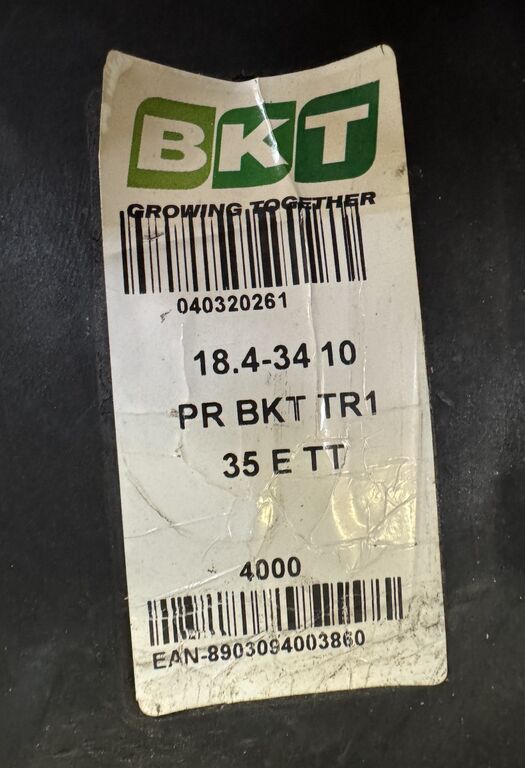 BKT
GROWING TOGETHER
040320261
18.4-34 10
PR BKT TR1
35 E TT
4000
EAN-8903094003860